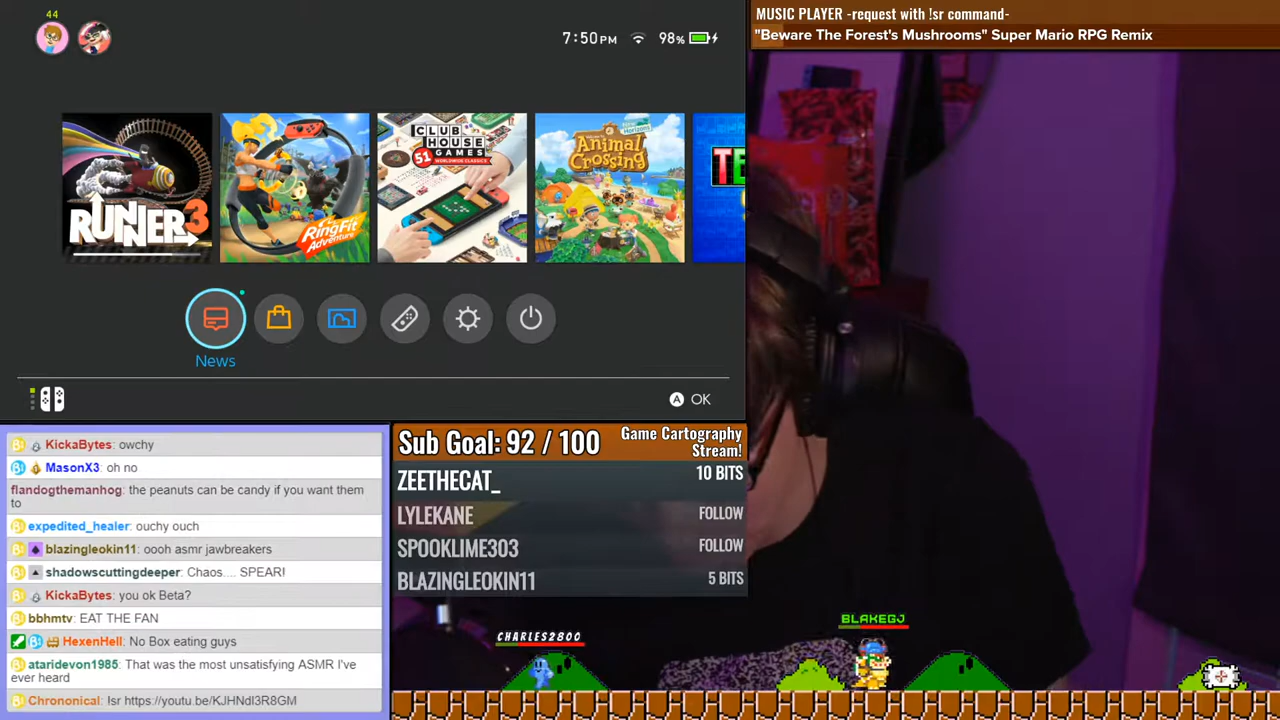 44
7:50PM 98%
MUSIC PLAYER -request with !sr command-
"Beware The Forest's Mushrooms" Super Mario RPG Remix
RUNNER3
RingFit
Adventure
CLUB
HOUSE
GAMES
51
WORLDWIDE CLASSICS
Animal
Crossing
TE
News
A OK
KickaBytes: owchy
MasonX3: oh no
flandogthemanhog: the peanuts can be candy if you want them
to
expedited_healer: ouchy ouch
blazingleokin11: oooh asmr jawbreakers
shadowscuttingdeeper: Chaos.... SPEAR!
KickaBytes: you ok Beta?
bbhmtv: EAT THE FAN
HexenHell: No Box eating guys
ataridevon1985: That was the most unsatisfying ASMR I've
ever heard
Chrononical: !sr https://youtu.be/KJHNdl3R8GM
Sub Goal: 92 / 100
Game Cartography
Stream!
ZEETHECAT_ 10 BITS
LYLEKANE FOLLOW
SPOOKLIME303 FOLLOW
BLAZINGLEOKIN11 5 BITS
CHARLES2800
BLAKEGJ